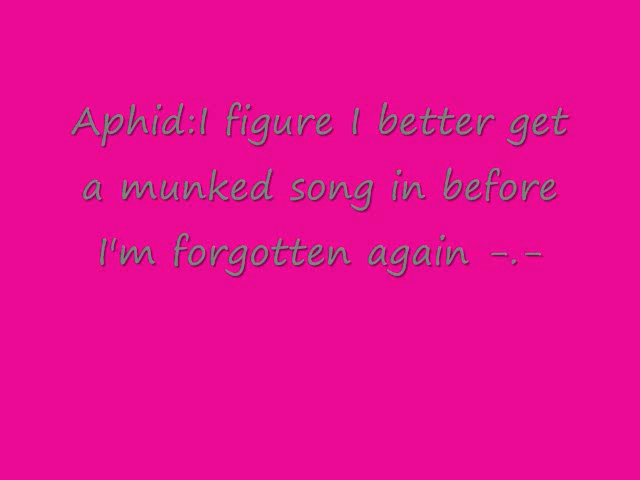 Aphid:I figure I better get
a munked song in before
I'm forgotten again -.-